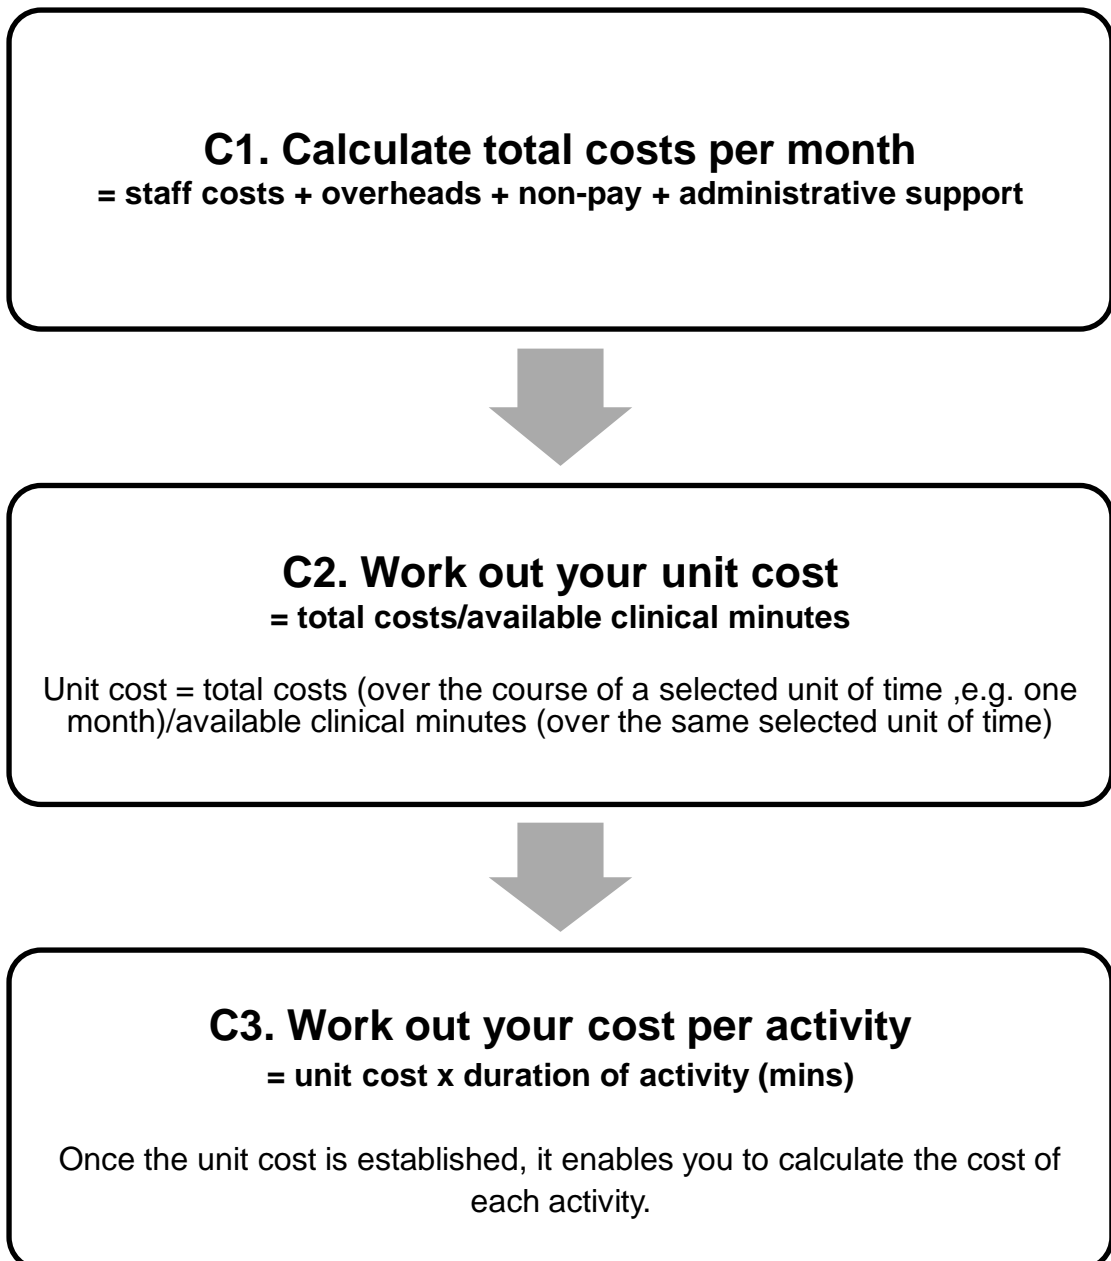 C1. Calculate total costs per month
= staff costs + overheads + non-pay + administrative support
C2. Work out your unit cost
= total costs/available clinical minutes
Unit cost = total costs (over the course of a selected unit of time ,e.g. one
month)/available clinical minutes (over the same selected unit of time)
C3. Work out your cost per activity
= unit cost x duration of activity (mins)
Once the unit cost is established, it enables you to calculate the cost of
each activity.